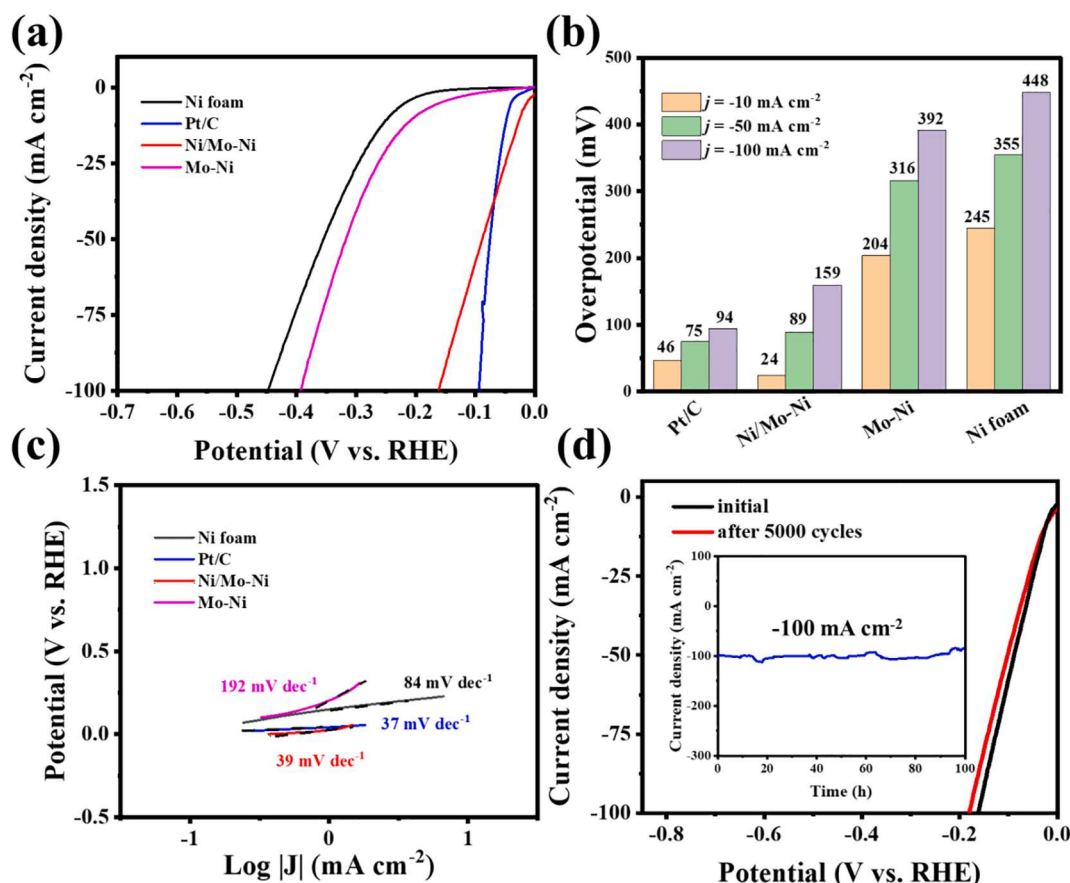 (a)
Current density (mA cm⁻²)
0
-25
-50
-75
-100
Ni foam
Pt/C
Ni/Mo-Ni
Mo-Ni
-0.7 -0.6 -0.5 -0.4 -0.3 -0.2 -0.1 0.0
Potential (V vs. RHE)
(b)
Overpotential (mV)
500
400
300
200
100
0
j = -10 mA cm⁻²
j = -50 mA cm⁻²
j = -100 mA cm⁻²
46 75 94
24 89 159
204 316 392
245 355 448
Pt/C Ni/Mo-Ni Mo-Ni Ni foam
(c)
Potential (V vs. RHE)
1.5
1.0
0.5
0.0
-0.5
Ni foam
Pt/C
Ni/Mo-Ni
Mo-Ni
192 mV dec⁻¹
84 mV dec⁻¹
37 mV dec⁻¹
39 mV dec⁻¹
-1 0 1
Log |J| (mA cm⁻²)
(d)
Current density (mA cm⁻²)
0
-25
-50
-75
-100
initial
after 5000 cycles
Current density (mA cm⁻²)
100
0
-100
-200
-300
-100 mA cm⁻²
0 20 40 60 80 100
Time (h)
-0.8 -0.6 -0.4 -0.2 0.0
Potential (V vs. RHE)